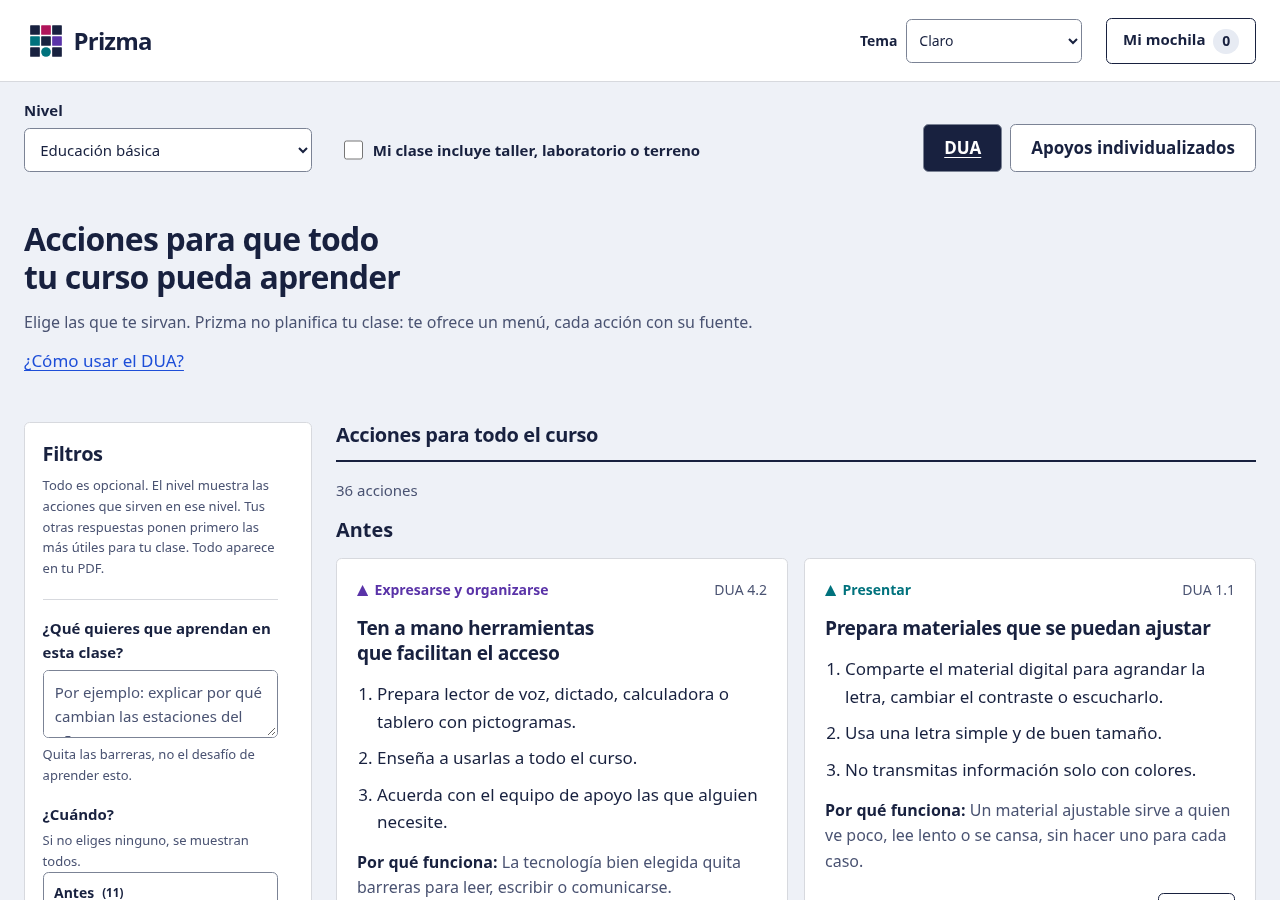 Prizma
Tema
Claro
Mi mochila 0
Nivel
Educación básica
Mi clase incluye taller, laboratorio o terreno
DUA
Apoyos individualizados
Acciones para que todo
tu curso pueda aprender
Elige las que te sirvan. Prizma no planifica tu clase: te ofrece un menú, cada acción con su fuente.
¿Cómo usar el DUA?
Filtros
Todo es opcional. El nivel muestra las
acciones que sirven en ese nivel. Tus
otras respuestas ponen primero las
más útiles para tu clase. Todo aparece
en tu PDF.
¿Qué quieres que aprendan en
esta clase?
Por ejemplo: explicar por qué
cambian las estaciones del
Quita las barreras, no el desafío de
aprender esto.
¿Cuándo?
Si no eliges ninguno, se muestran
todos.
Antes (11)
Acciones para todo el curso
36 acciones
Antes
Expresarse y organizarse
DUA 4.2
Ten a mano herramientas
que facilitan el acceso
1. Prepara lector de voz, dictado, calculadora o
tablero con pictogramas.
2. Enseña a usarlas a todo el curso.
3. Acuerda con el equipo de apoyo las que alguien
necesite.
Por qué funciona: La tecnología bien elegida quita
barreras para leer, escribir o comunicarse.
Presentar
DUA 1.1
Prepara materiales que se puedan ajustar
1. Comparte el material digital para agrandar la
letra, cambiar el contraste o escucharlo.
2. Usa una letra simple y de buen tamaño.
3. No transmitas información solo con colores.
Por qué funciona: Un material ajustable sirve a quien
ve poco, lee lento o se cansa, sin hacer uno para cada
caso.